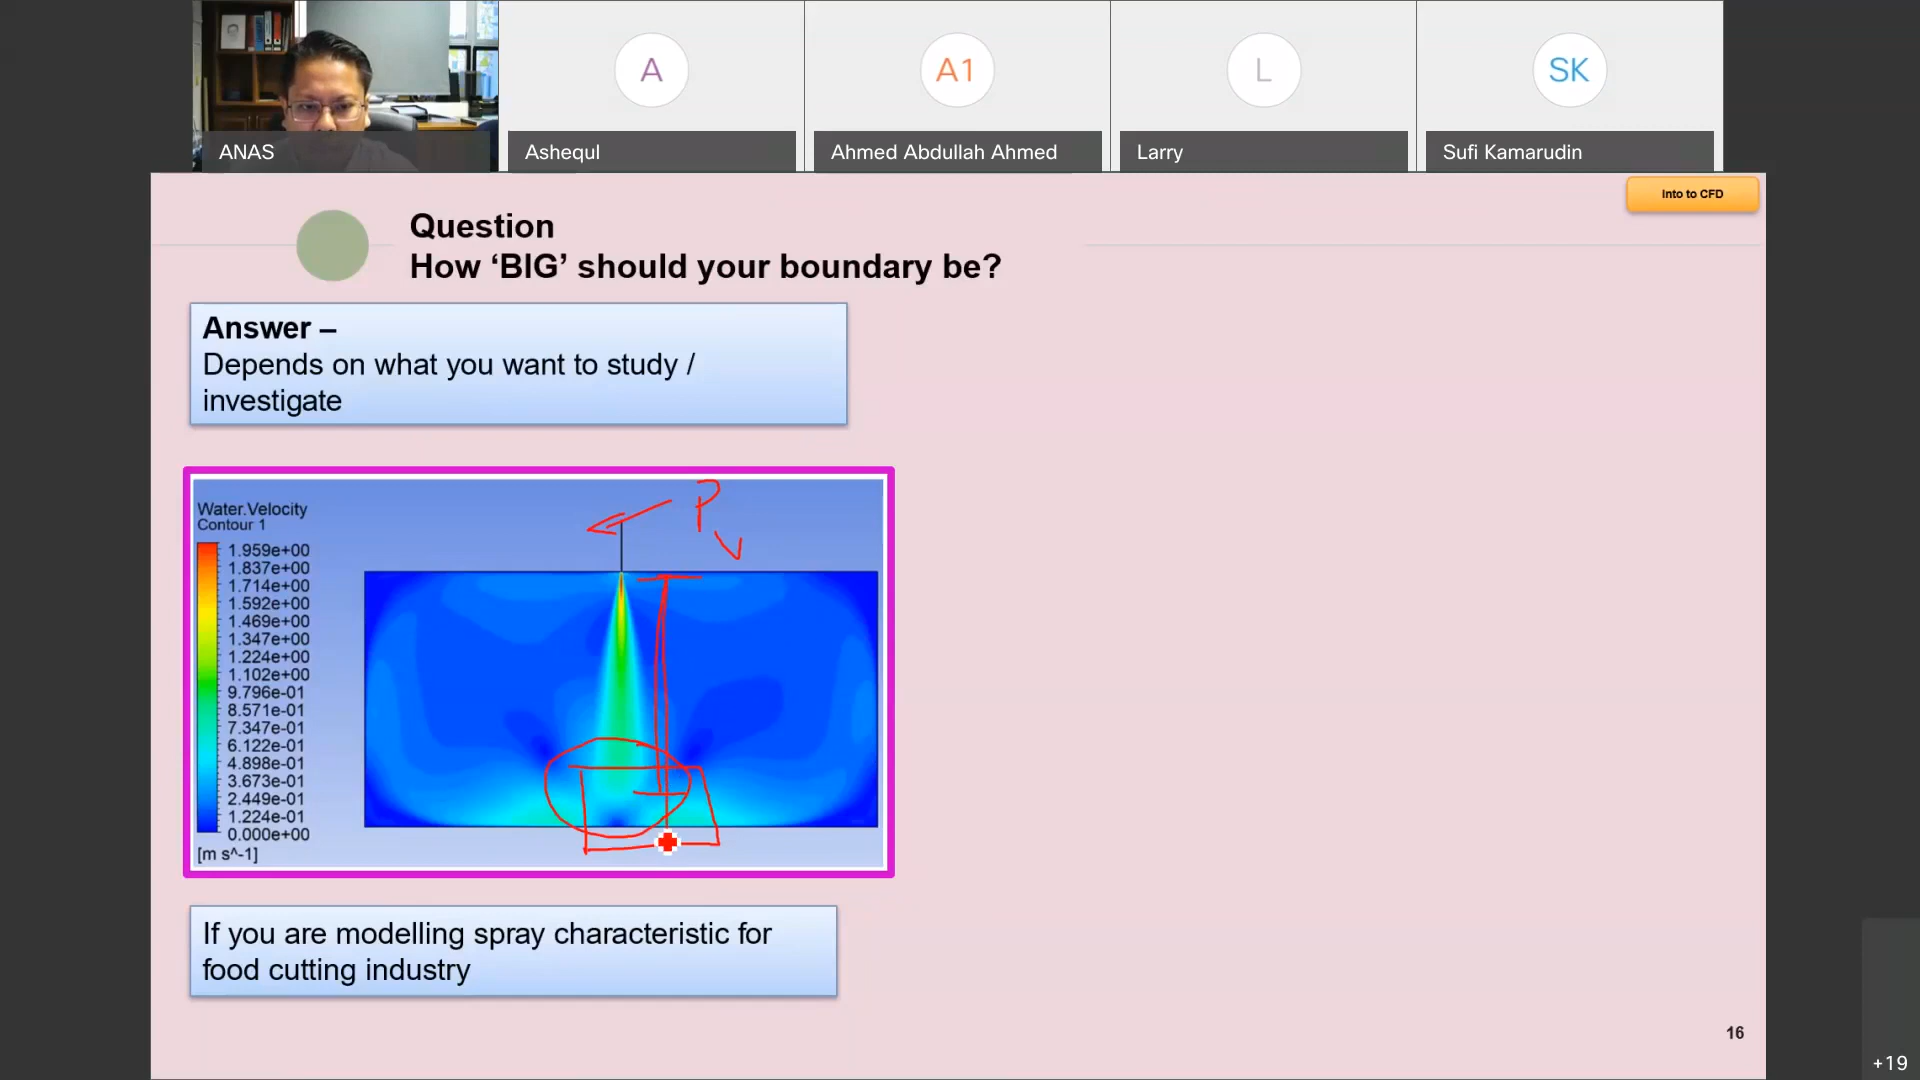 A
A1
L
SK
ANAS
Ashequl
Ahmed Abdullah Ahmed
Larry
Sufi Kamarudin
Into to CFD
Question
How ‘BIG’ should your boundary be?
Answer –
Depends on what you want to study /
investigate
P
V
Water.Velocity
Contour 1
1.959e+00
1.837e+00
1.714e+00
1.592e+00
1.469e+00
1.347e+00
1.224e+00
1.102e+00
9.796e-01
8.571e-01
7.347e-01
6.122e-01
4.898e-01
3.673e-01
2.449e-01
1.224e-01
0.000e+00
[m s^-1]
If you are modelling spray characteristic for
food cutting industry
16
+19